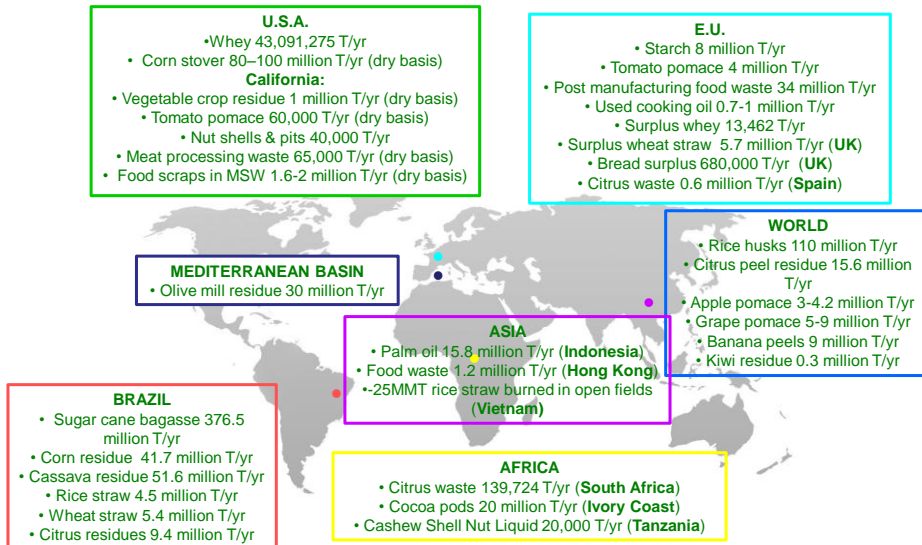 U.S.A.
•Whey 43,091,275 T/yr
• Corn stover 80–100 million T/yr (dry basis)
California:
• Vegetable crop residue 1 million T/yr (dry basis)
• Tomato pomace 60,000 T/yr (dry basis)
• Nut shells & pits 40,000 T/yr
• Meat processing waste 65,000 T/yr (dry basis)
• Food scraps in MSW 1.6-2 million T/yr (dry basis)
E.U.
• Starch 8 million T/yr
• Tomato pomace 4 million T/yr
• Post manufacturing food waste 34 million T/yr
• Used cooking oil 0.7-1 million T/yr
• Surplus whey 13,462 T/yr
• Surplus wheat straw 5.7 million T/yr (UK)
• Bread surplus 680,000 T/yr (UK)
• Citrus waste 0.6 million T/yr (Spain)
WORLD
• Rice husks 110 million T/yr
• Citrus peel residue 15.6 million
T/yr
• Apple pomace 3-4.2 million T/yr
• Grape pomace 5-9 million T/yr
• Banana peels 9 million T/yr
• Kiwi residue 0.3 million T/yr
MEDITERRANEAN BASIN
• Olive mill residue 30 million T/yr
ASIA
• Palm oil 15.8 million T/yr (Indonesia)
• Food waste 1.2 million T/yr (Hong Kong)
•-25MMT rice straw burned in open fields
(Vietnam)
BRAZIL
• Sugar cane bagasse 376.5
million T/yr
• Corn residue 41.7 million T/yr
• Cassava residue 51.6 million T/yr
• Rice straw 4.5 million T/yr
• Wheat straw 5.4 million T/yr
• Citrus residues 9.4 million T/yr
AFRICA
• Citrus waste 139,724 T/yr (South Africa)
• Cocoa pods 20 million T/yr (Ivory Coast)
• Cashew Shell Nut Liquid 20,000 T/yr (Tanzania)